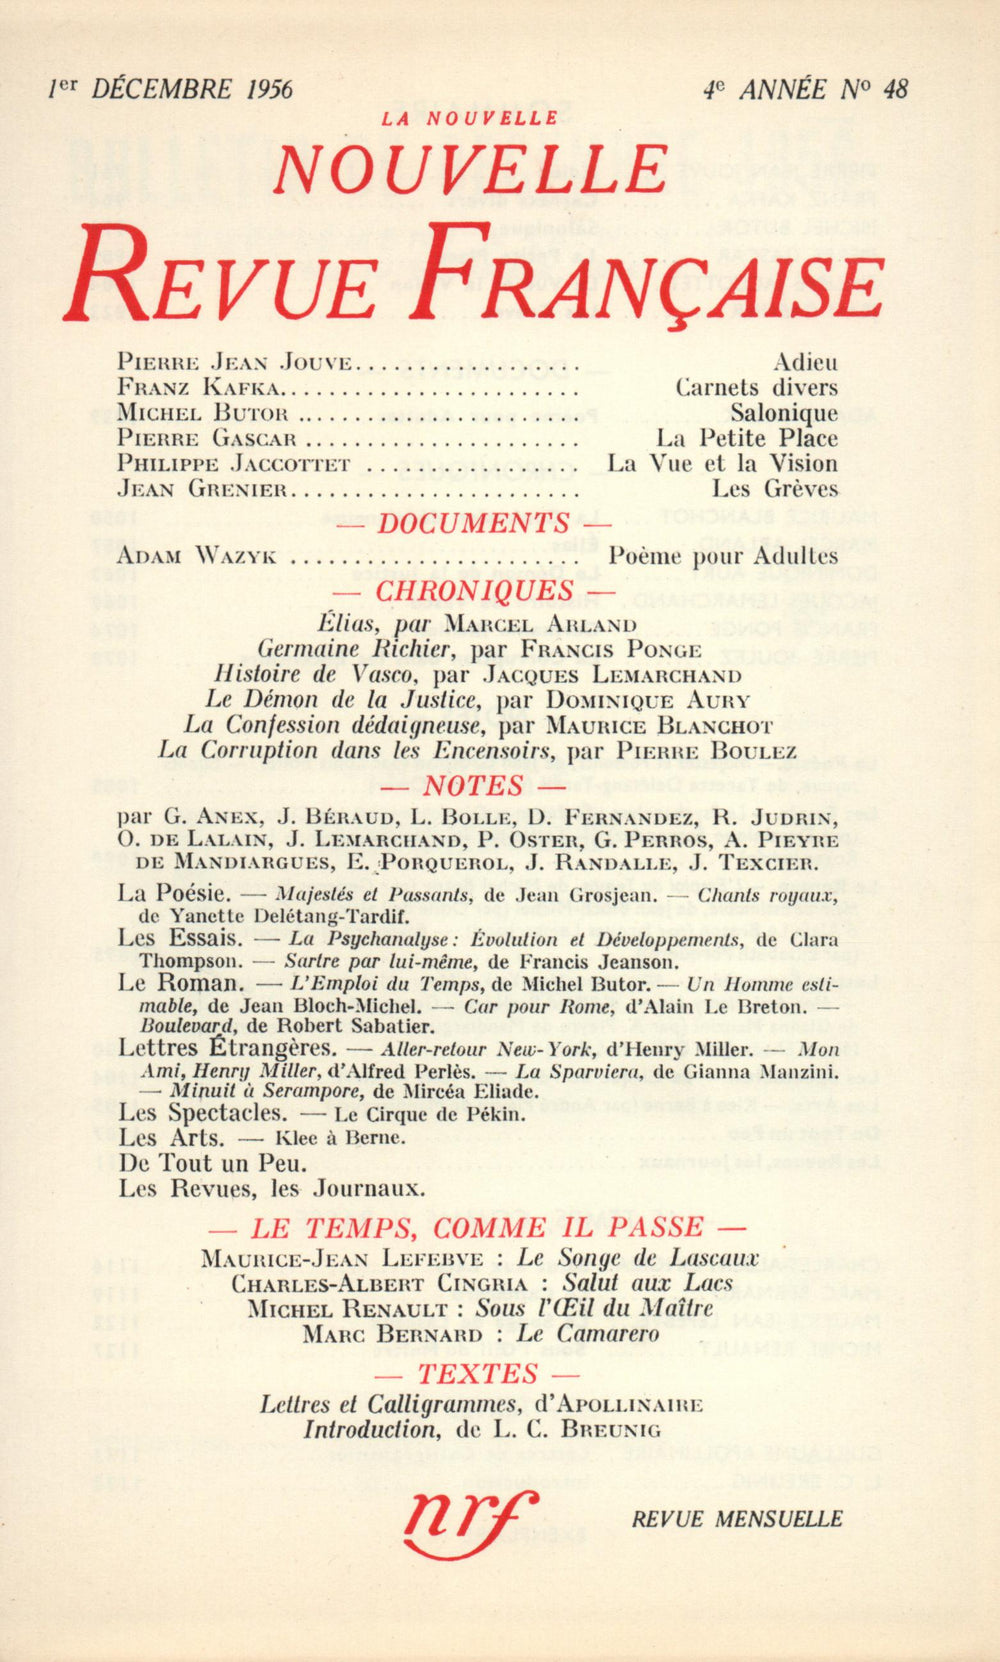 1er DÉCEMBRE 1956 4e ANNÉE No 48
LA NOUVELLE
NOUVELLE
REVUE FRANÇAISE
PIERRE JEAN JOUVE.................. Adieu
FRANZ KAFKA....................... Carnets divers
MICHEL BUTOR ...................... Salonique
PIERRE GASCAR ...................... La Petite Place
PHILIPPE JACCOTTET ................. La Vue et la Vision
JEAN GRENIER....................... Les Grèves
— DOCUMENTS —
ADAM WAZYK ....................... Poème pour Adultes
— CHRONIQUES —
Élias, par MARCEL ARLAND
Germaine Richier, par FRANCIS PONGE
Histoire de Vasco, par JACQUES LEMARCHAND
Le Démon de la Justice, par DOMINIQUE AURY
La Confession dédaigneuse, par MAURICE BLANCHOT
La Corruption dans les Encensoirs, par PIERRE BOULEZ
— NOTES —
par G. ANEX, J. BÉRAUD, L. BOLLE, D. FERNANDEZ, R. JUDRIN,
O. DE LALAIN, J. LEMARCHAND, P. OSTER, G. PERROS, A. PIEYRE
DE MANDIARGUES, E. PORQUEROL, J. RANDALLE, J. TEXCIER.
La Poésie. — Majestés et Passants, de Jean Grosjean. — Chants royaux,
de Yanette Delétang-Tardif.
Les Essais. — La Psychanalyse : Évolution et Développements, de Clara
Thompson. — Sartre par lui-même, de Francis Jeanson.
Le Roman. — L'Emploi du Temps, de Michel Butor. — Un Homme esti-
mable, de Jean Bloch-Michel. — Car pour Rome, d'Alain Le Breton. —
Boulevard, de Robert Sabatier.
Lettres Étrangères. — Aller-retour New-York, d'Henry Miller. — Mon
Ami, Henry Miller, d'Alfred Perlès. — La Sparviera, de Gianna Manzini.
— Minuit à Serampore, de Mircéa Eliade.
Les Spectacles. — Le Cirque de Pékin.
Les Arts. — Klee à Berne.
De Tout un Peu.
Les Revues, les Journaux.
— LE TEMPS, COMME IL PASSE —
MAURICE-JEAN LEFEBVE : Le Songe de Lascaux
CHARLES-ALBERT CINGRIA : Salut aux Lacs
MICHEL RENAULT : Sous l'Œil du Maître
MARC BERNARD : Le Camarero
— TEXTES —
Lettres et Calligrammes, d'APOLLINAIRE
Introduction, de L. C. BREUNIG
nrf REVUE MENSUELLE